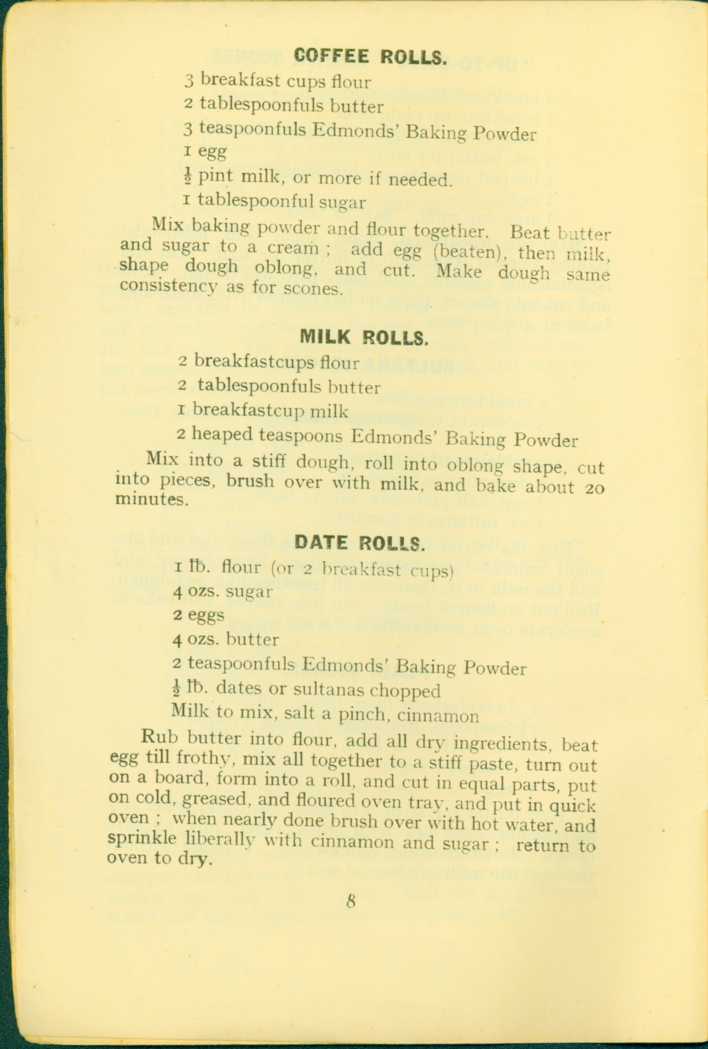 COFFEE ROLLS.
3 breakfast cups flour
2 tablespoonfuls butter
3 teaspoonfuls Edmonds' Baking Powder
1 egg
½ pint milk, or more if needed.
1 tablespoonful sugar
Mix baking powder and flour together. Beat butter
and sugar to a cream ; add egg (beaten), then milk,
shape dough oblong, and cut. Make dough same
consistency as for scones.
MILK ROLLS.
2 breakfastcups flour
2 tablespoonfuls butter
1 breakfastcup milk
2 heaped teaspoons Edmonds' Baking Powder
Mix into a stiff dough, roll into oblong shape, cut
into pieces, brush over with milk, and bake about 20
minutes.
DATE ROLLS.
1 lb. flour (or 2 breakfast cups)
4 ozs. sugar
2 eggs
4 ozs. butter
2 teaspoonfuls Edmonds' Baking Powder
½ lb. dates or sultanas chopped
Milk to mix, salt a pinch, cinnamon
Rub butter into flour, add all dry ingredients, beat
egg till frothy, mix all together to a stiff paste, turn out
on a board, form into a roll, and cut in equal parts, put
on cold, greased, and floured oven tray, and put in quick
oven ; when nearly done brush over with hot water, and
sprinkle liberally with cinnamon and sugar ; return to
oven to dry.
8